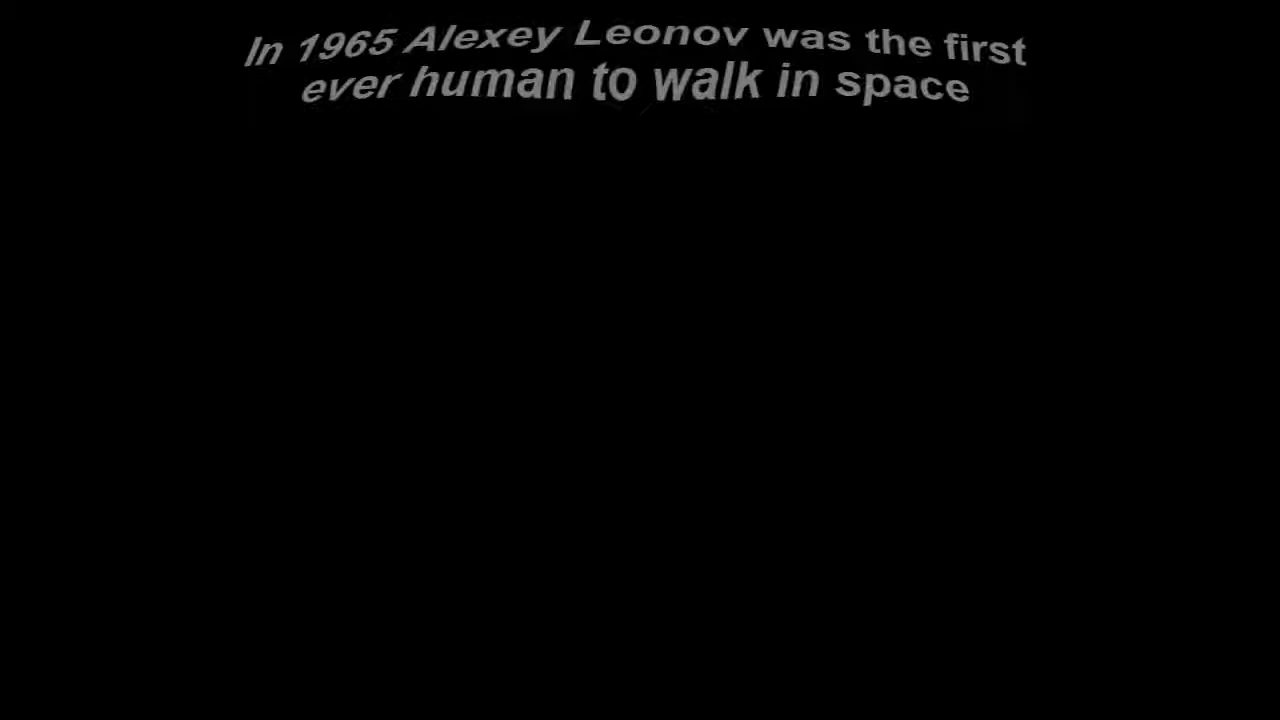 In 1965 Alexey Leonov was the first
ever human to walk in space